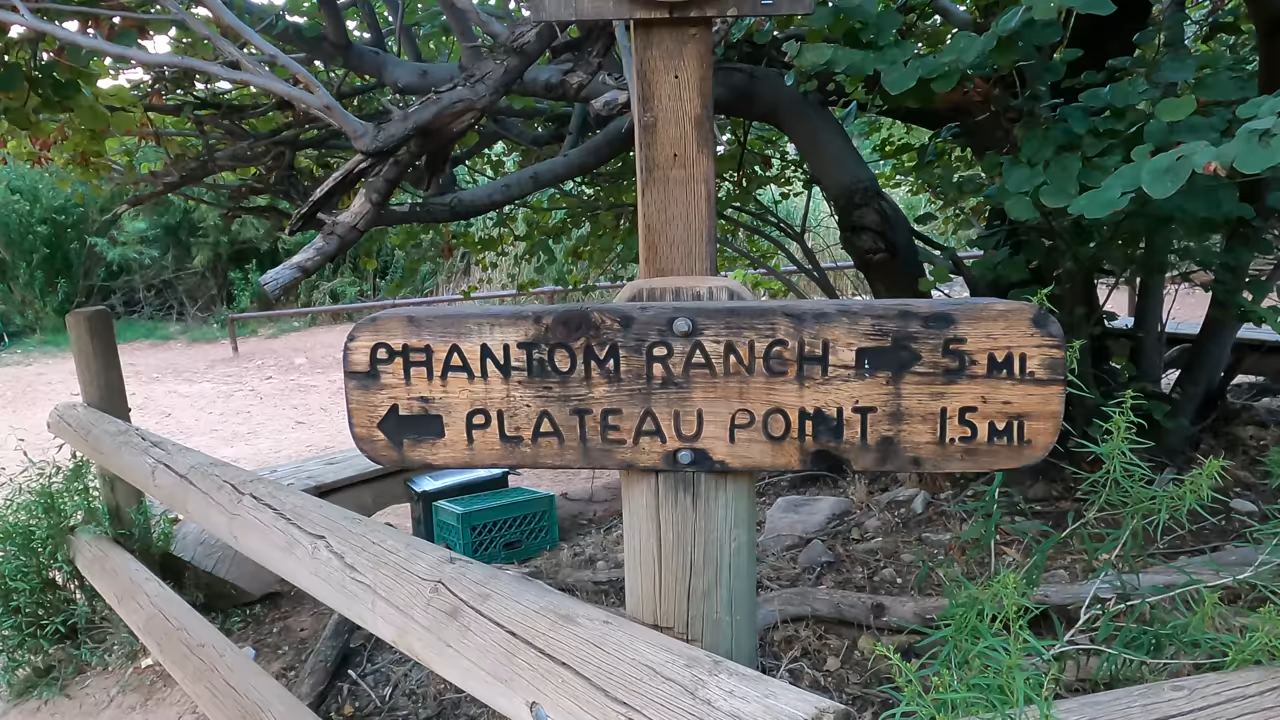 PHANTOM RANCH → 5 MI.
← PLATEAU POINT 1.5 MI.